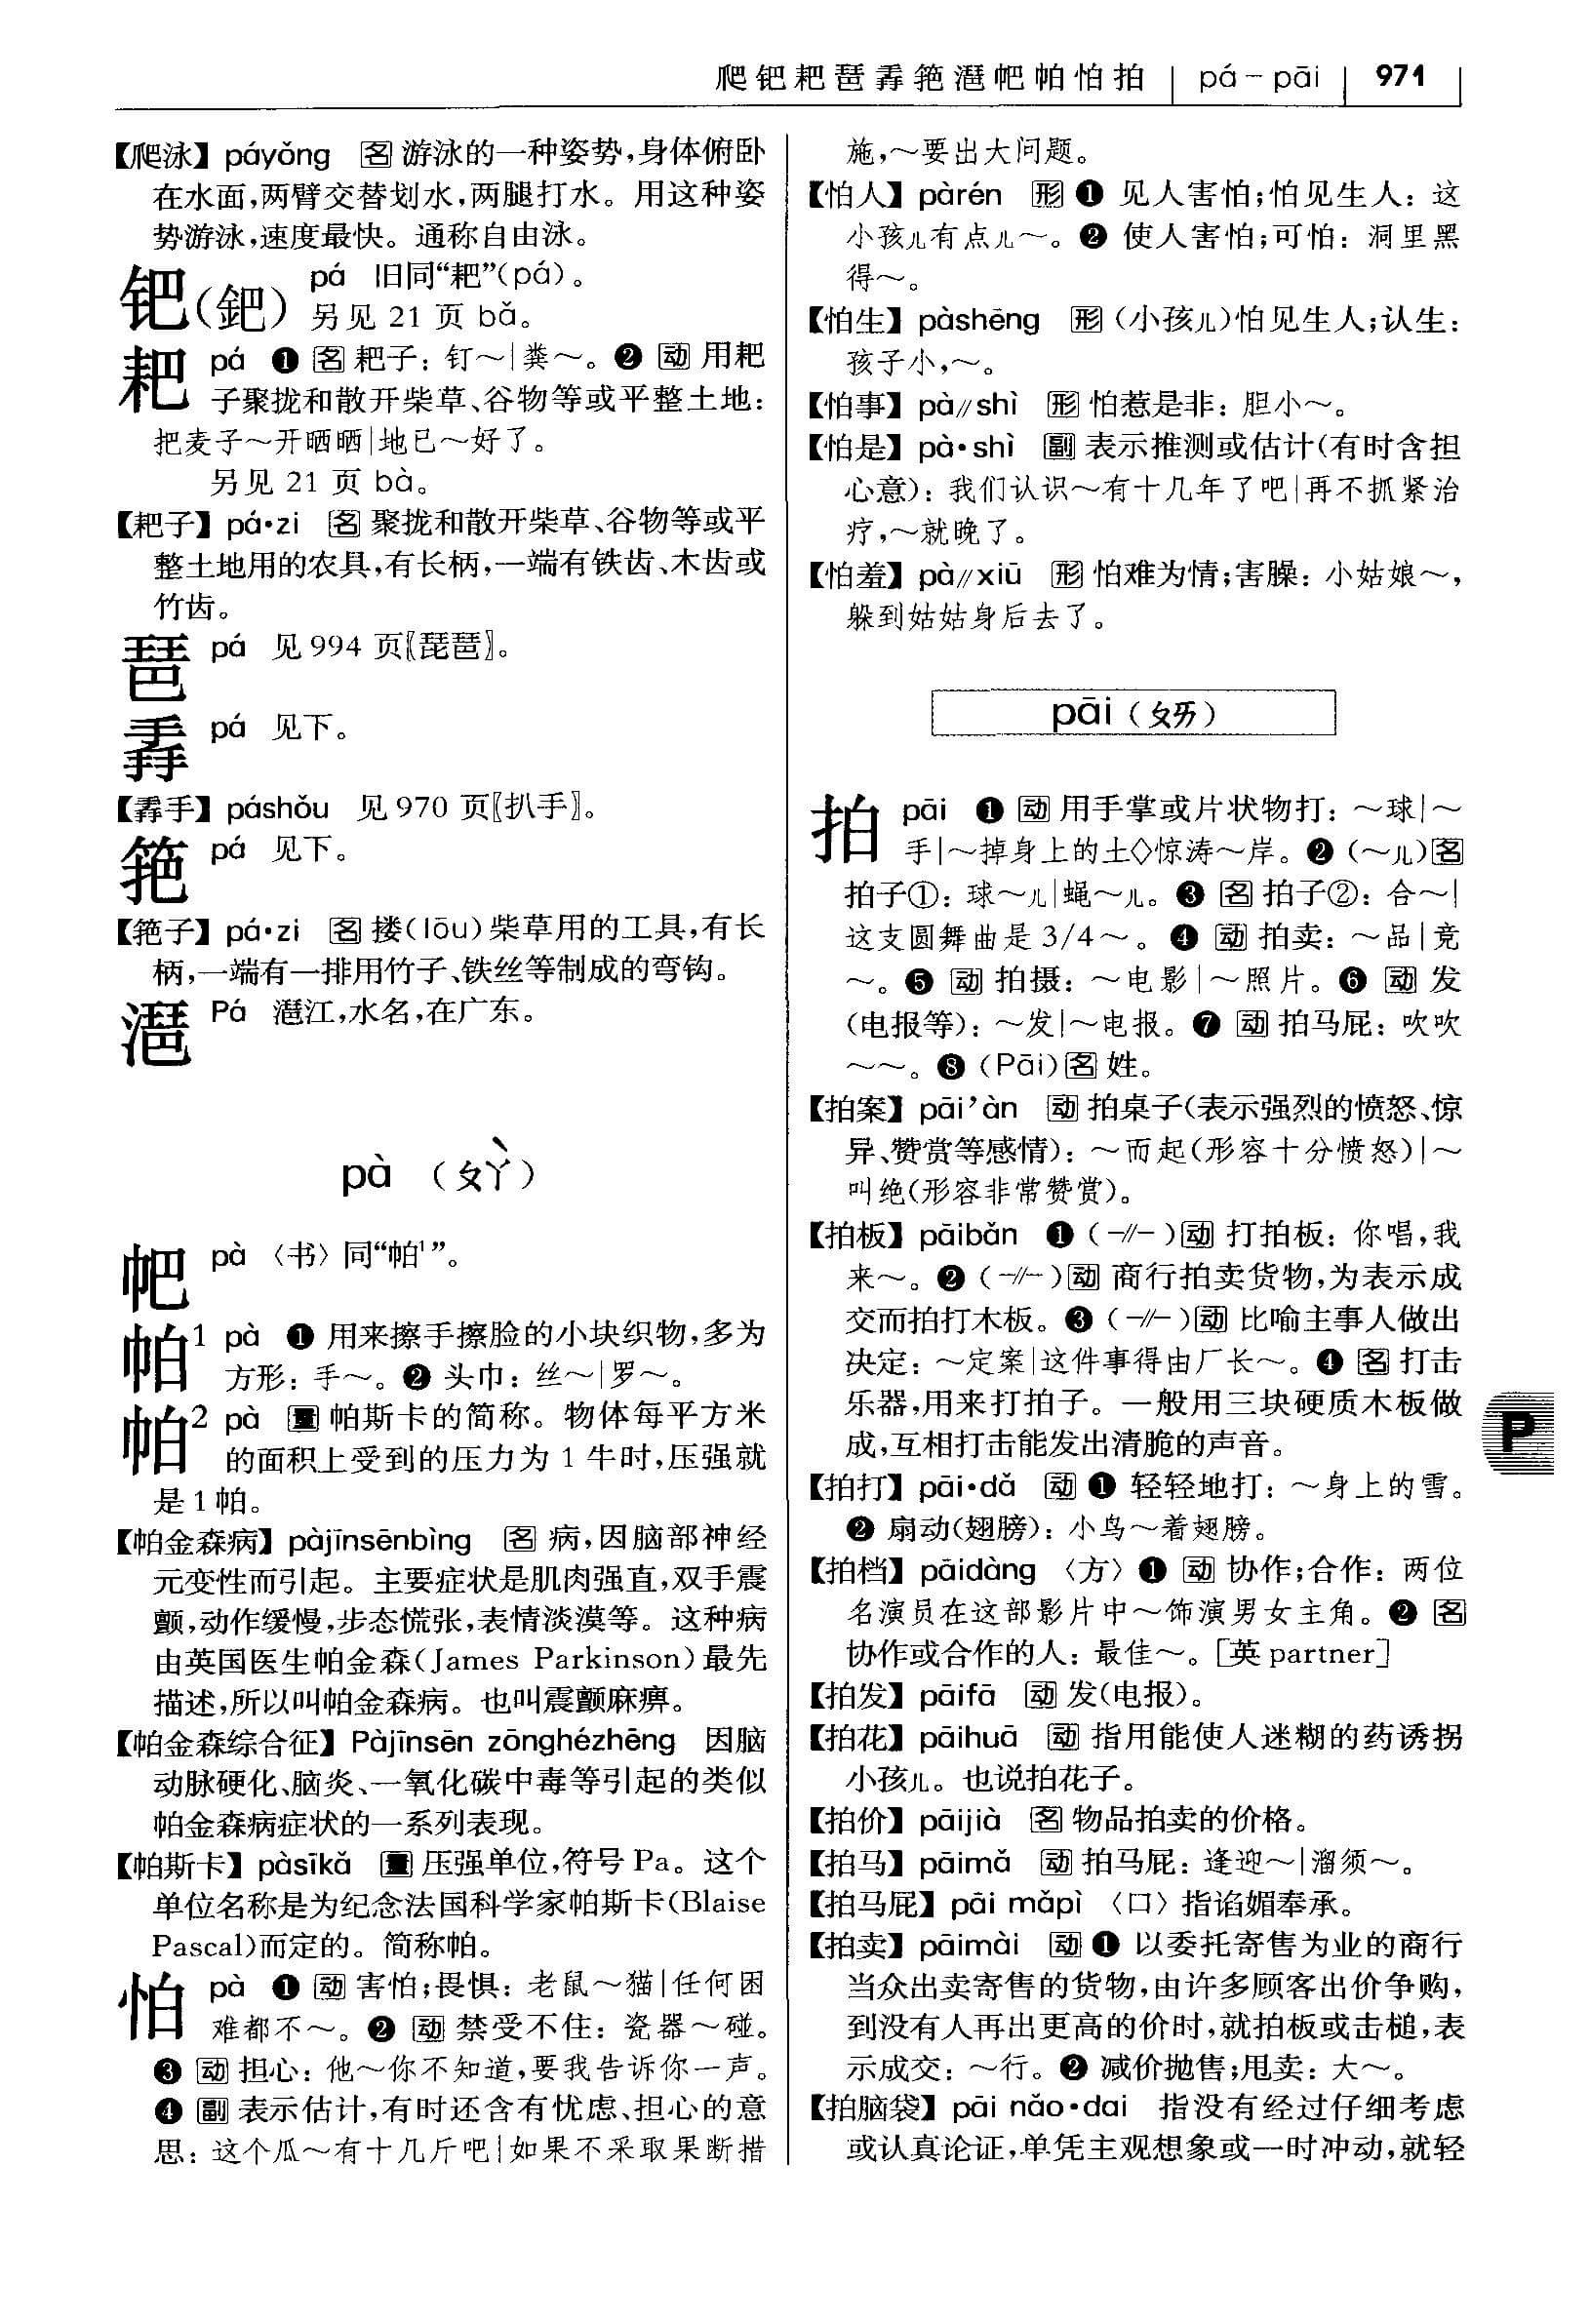 爬钯耙琶掱筢潖帊帕怕拍 pá－pāi 971
【爬泳】páyǒng 名 游泳的一种姿势，身体俯卧
在水面，两臂交替划水，两腿打水。用这种姿
势游泳，速度最快。通称自由泳。
钯(鈀) pá 旧同“耙”(pá)。
另见 21 页 bǎ。
耙 pá ❶ 名 耙子：钉～|粪～。❷ 动 用耙
子聚拢和散开柴草、谷物等或平整土地：
把麦子～开晒晒|地已～好了。
另见 21 页 bà。
【耙子】pá•zi 名 聚拢和散开柴草、谷物等或平
整土地用的农具，有长柄，一端有铁齿、木齿或
竹齿。
琶 pá 见 994 页〖琵琶〗。
掱 pá 见下。
【掱手】páshǒu 见 970 页〖扒手〗。
筢 pá 见下。
【筢子】pá•zi 名 搂(lōu)柴草用的工具，有长
柄，一端有一排用竹子、铁丝等制成的弯钩。
潖 Pá 潖江，水名，在广东。
pà （ㄆㄚˋ）
帊 pà 〈书〉同“帕¹”。
帕1 pà ❶ 用来擦手擦脸的小块织物，多为
方形：手～。❷ 头巾：丝～|罗～。
帕2 pà 量 帕斯卡的简称。物体每平方米
的面积上受到的压力为 1 牛时，压强就
是 1 帕。
【帕金森病】pàjīnsēnbìng 名 病，因脑部神经
元变性而引起。主要症状是肌肉强直，双手震
颤，动作缓慢，步态慌张，表情淡漠等。这种病
由英国医生帕金森(James Parkinson)最先
描述，所以叫帕金森病。也叫震颤麻痹。
【帕金森综合征】Pàjīnsēn zōnghézhēng 因脑
动脉硬化、脑炎、一氧化碳中毒等引起的类似
帕金森病症状的一系列表现。
【帕斯卡】pàsīkǎ 量 压强单位，符号 Pa。这个
单位名称是为纪念法国科学家帕斯卡(Blaise
Pascal)而定的。简称帕。
怕 pà ❶ 动 害怕；畏惧：老鼠～猫|任何困
难都不～。❷ 动 禁受不住：瓷器～碰。
❸ 动 担心：他～你不知道，要我告诉你一声。
❹ 副 表示估计，有时还含有忧虑、担心的意
思：这个瓜～有十几斤吧|如果不采取果断措
施，～要出大问题。
【怕人】pàrén 形 ❶ 见人害怕；怕见生人：这
小孩儿有点儿～。❷ 使人害怕；可怕：洞里黑
得～。
【怕生】pàshēng 形 (小孩儿)怕见生人；认生：
孩子小，～。
【怕事】pà∥shì 形 怕惹是非：胆小～。
【怕是】pà•shì 副 表示推测或估计(有时含担
心意)：我们认识～有十几年了吧|再不抓紧治
疗，～就晚了。
【怕羞】pà∥xiū 形 怕难为情；害臊：小姑娘～，
躲到姑姑身后去了。
pāi（ㄆㄞ）
拍 pāi ❶ 动 用手掌或片状物打：～球|～
手|～掉身上的土◇惊涛～岸。❷ (～儿)名
拍子①：球～儿|蝇～儿。❸ 名 拍子②：合～|
这支圆舞曲是 3/4～。❹ 动 拍卖：～品|竞
～。❺ 动 拍摄：～电影|～照片。❻ 动 发
(电报等)：～发|～电报。❼ 动 拍马屁：吹吹
～～。❽ (Pāi)名 姓。
【拍案】pāi’àn 动 拍桌子(表示强烈的愤怒、惊
异、赞赏等感情)：～而起(形容十分愤怒)|～
叫绝(形容非常赞赏)。
【拍板】pāibǎn ❶ (-∥-)动 打拍板：你唱，我
来～。❷ (-∥-)动 商行拍卖货物，为表示成
交而拍打木板。❸ (-∥-)动 比喻主事人做出
决定：～定案|这件事得由厂长～。❹ 名 打击
乐器，用来打拍子。一般用三块硬质木板做
成，互相打击能发出清脆的声音。
P
【拍打】pāi•dǎ 动 ❶ 轻轻地打：～身上的雪。
❷ 扇动(翅膀)：小鸟～着翅膀。
【拍档】pāidàng 〈方〉❶ 动 协作；合作：两位
名演员在这部影片中～饰演男女主角。❷ 名
协作或合作的人：最佳～。[英 partner]
【拍发】pāifā 动 发(电报)。
【拍花】pāihuā 动 指用能使人迷糊的药诱拐
小孩儿。也说拍花子。
【拍价】pāijià 名 物品拍卖的价格。
【拍马】pāimǎ 动 拍马屁：逢迎～|溜须～。
【拍马屁】pāi mǎpì 〈口〉指谄媚奉承。
【拍卖】pāimài 动 ❶ 以委托寄售为业的商行
当众出卖寄售的货物，由许多顾客出价争购，
到没有人再出更高的价时，就拍板或击槌，表
示成交：～行。❷ 减价抛售；甩卖：大～。
【拍脑袋】pāi nǎo•dai 指没有经过仔细考虑
或认真论证，单凭主观想象或一时冲动，就轻